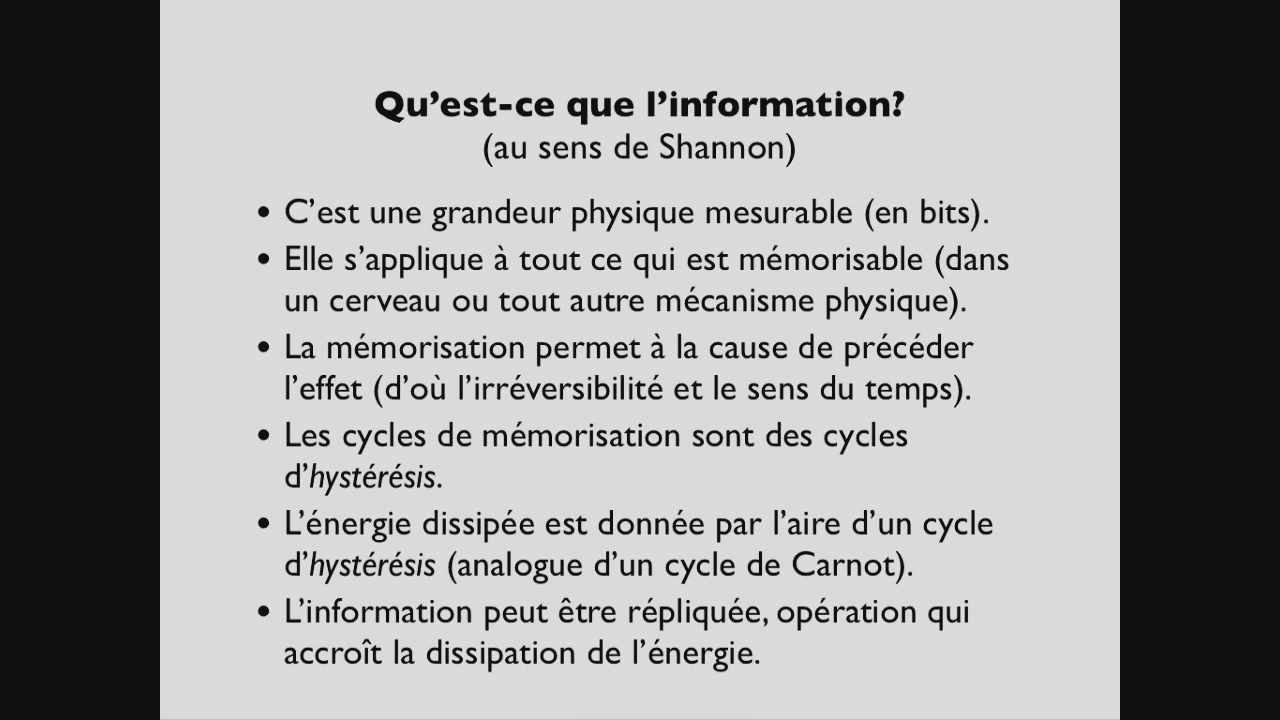 Qu’est-ce que l’information?
(au sens de Shannon)
• C’est une grandeur physique mesurable (en bits).
• Elle s’applique à tout ce qui est mémorisable (dans
un cerveau ou tout autre mécanisme physique).
• La mémorisation permet à la cause de précéder
l’effet (d’où l’irréversibilité et le sens du temps).
• Les cycles de mémorisation sont des cycles
d’hystérésis.
• L’énergie dissipée est donnée par l’aire d’un cycle
d’hystérésis (analogue d’un cycle de Carnot).
• L’information peut être répliquée, opération qui
accroît la dissipation de l’énergie.